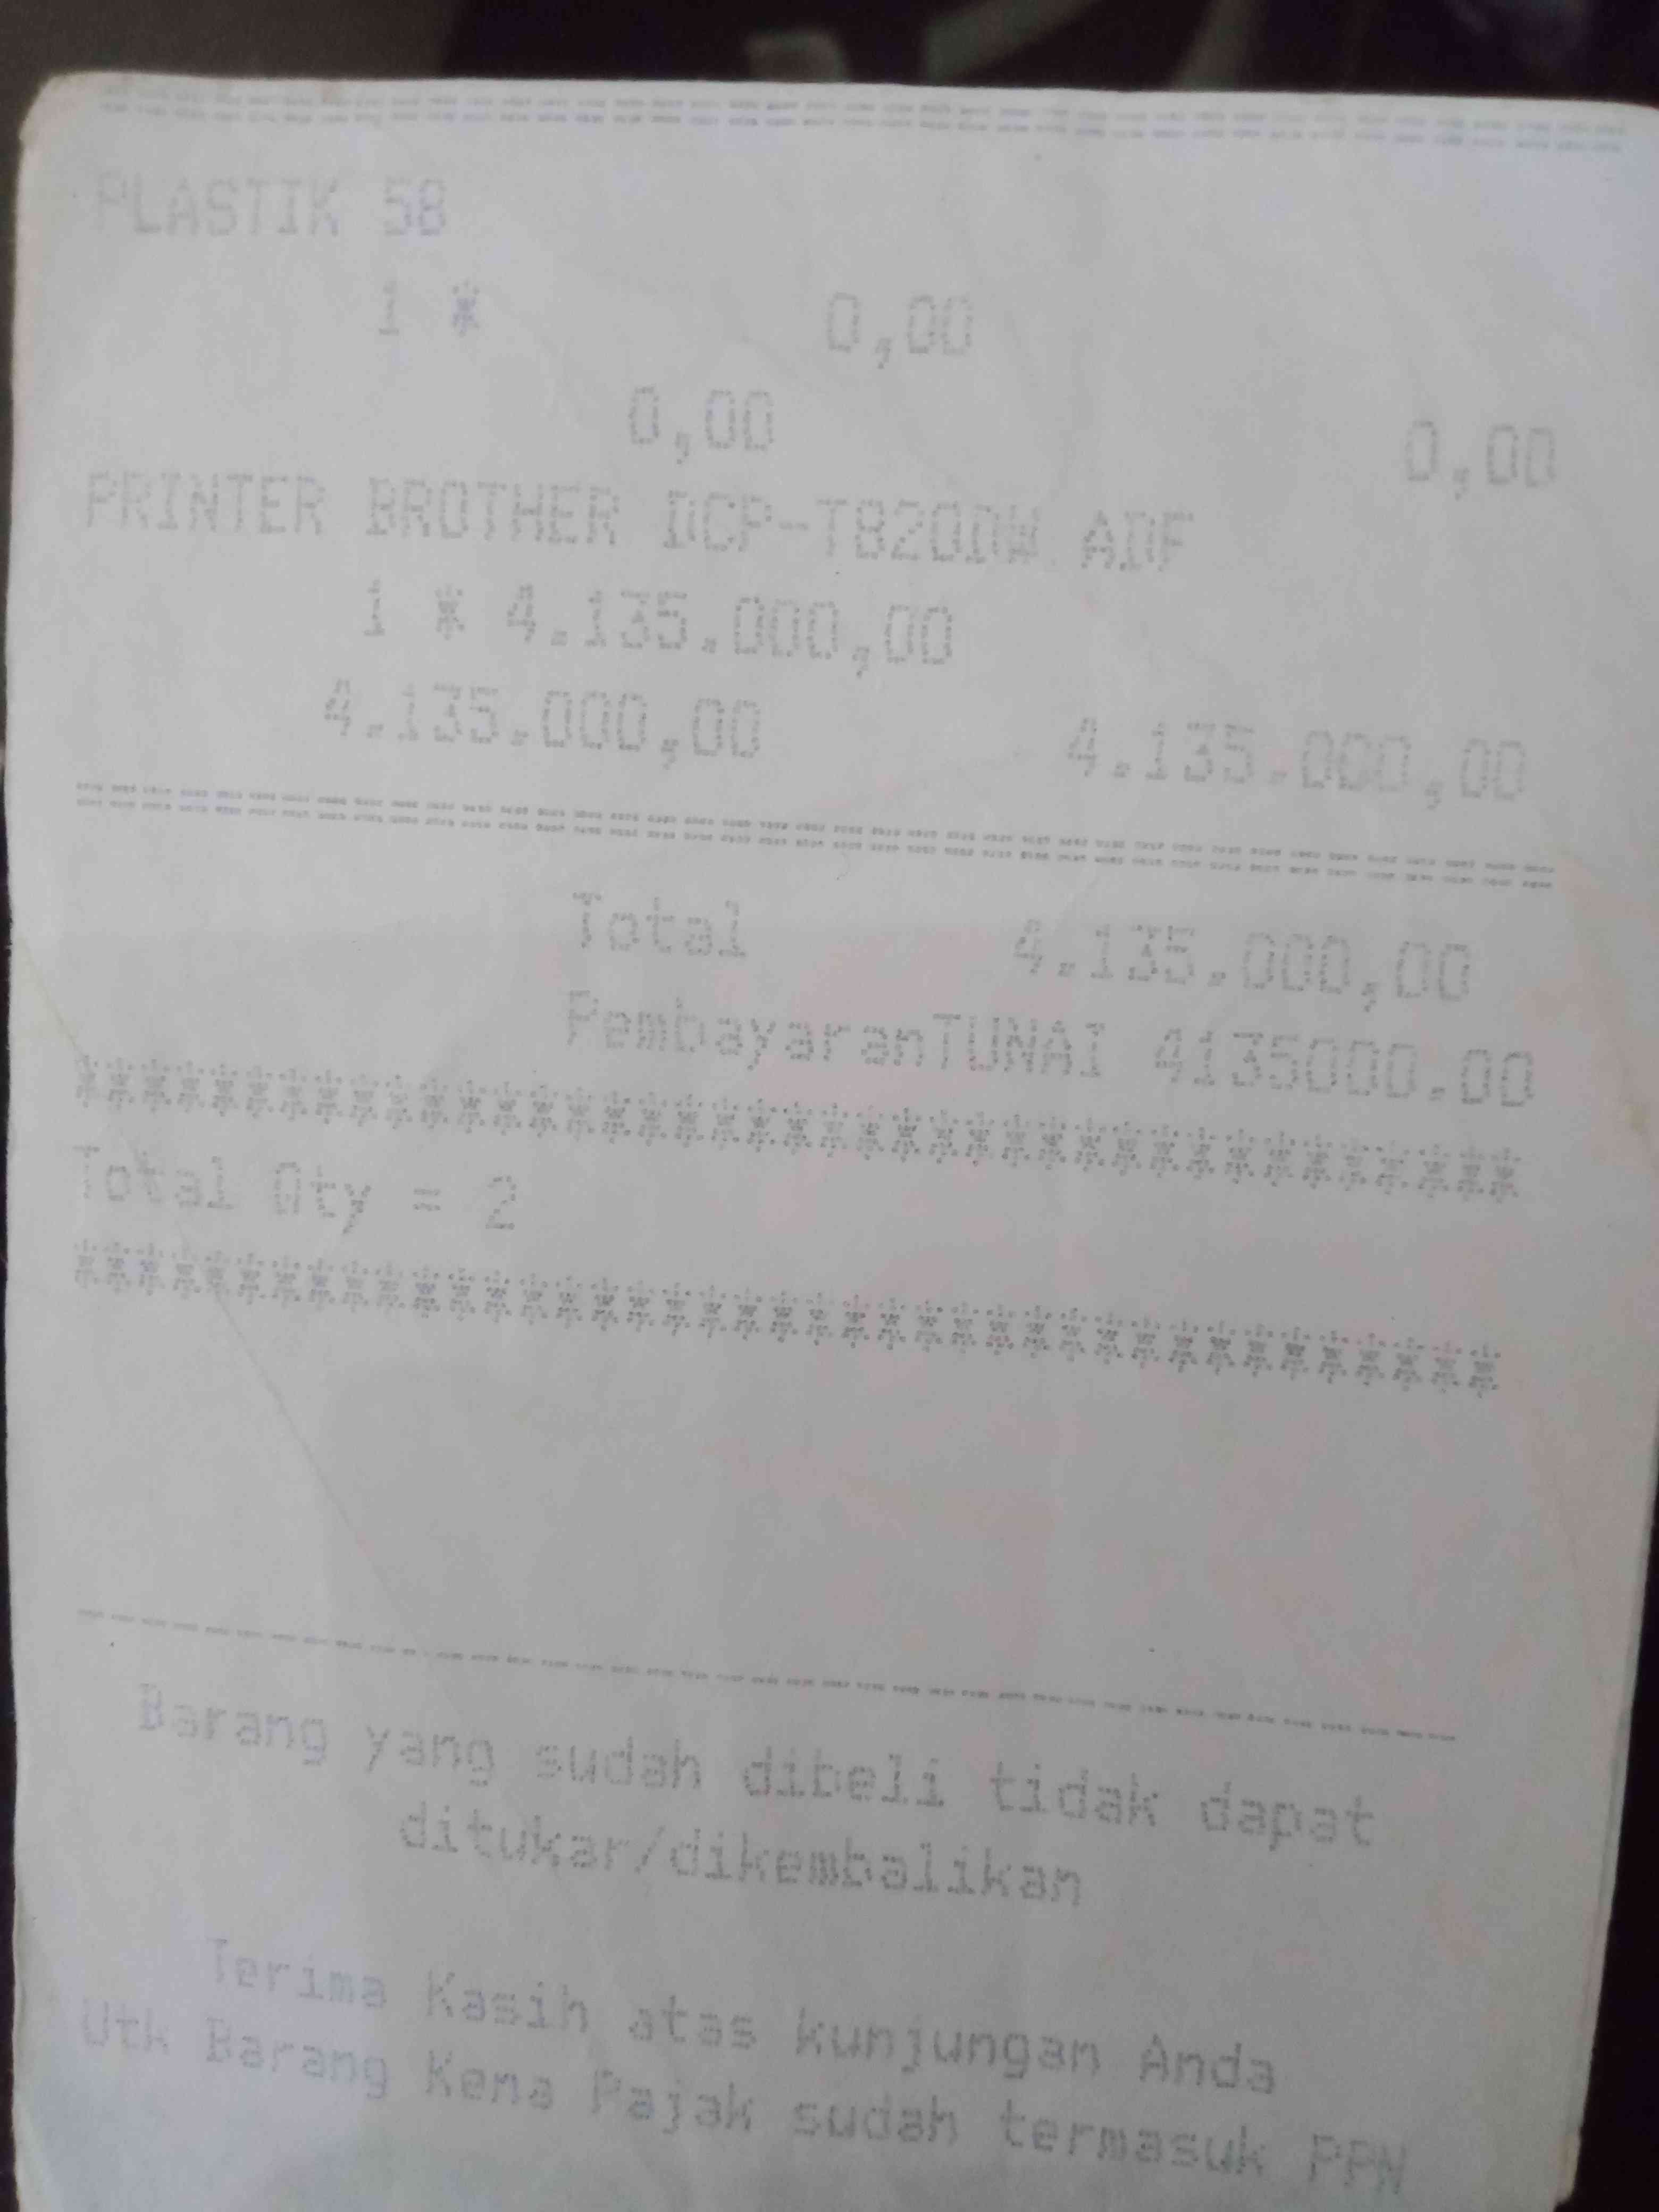 PLASTIK 58
1 * 0,00
0,00 0,00
PRINTER BROTHER DCP-T820DW ADF
1 * 4.135.000,00
4.135.000,00 4.135.000,00
Total 4.135.000,00
PembayaranTUNAI 4135000.00
****************************************
Total Qty = 2
****************************************
Barang yang sudah dibeli tidak dapat
ditukar/dikembalikan
Terima Kasih atas kunjungan Anda
Utk Barang Kena Pajak sudah termasuk PPN